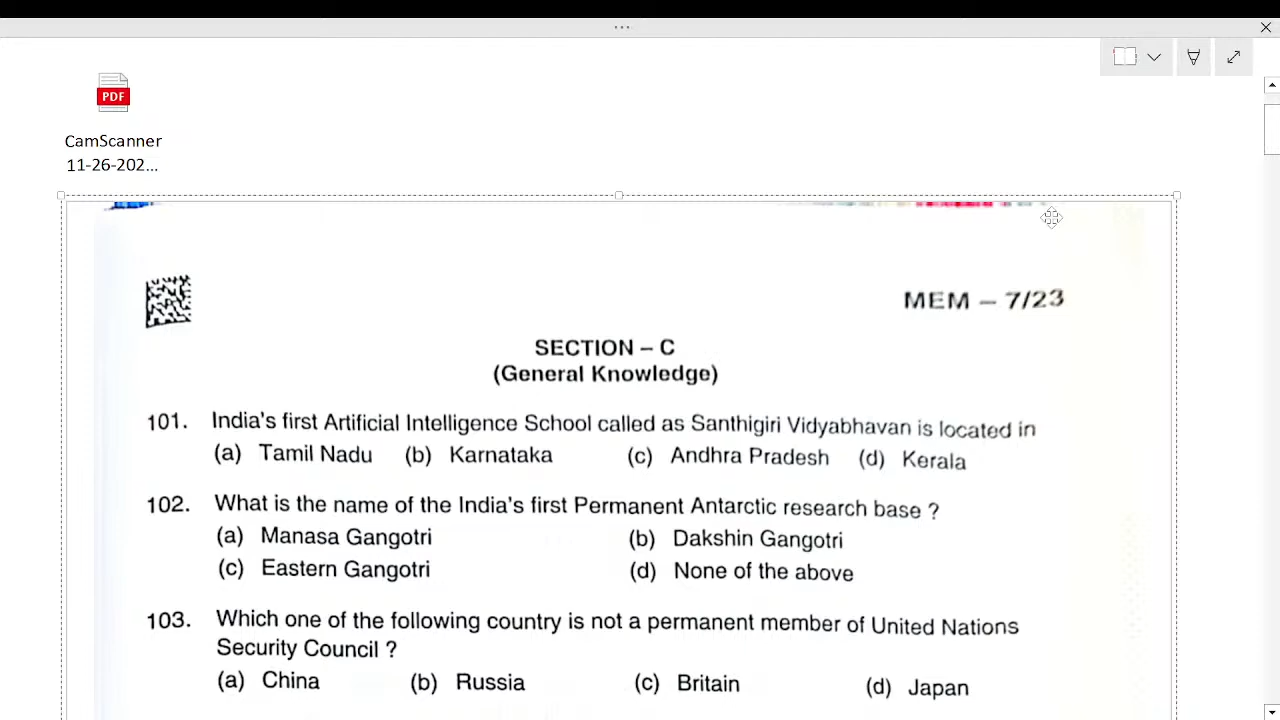 PDF
CamScanner
11-26-202...
MEM – 7/23
SECTION – C
(General Knowledge)
101. India's first Artificial Intelligence School called as Santhigiri Vidyabhavan is located in
(a) Tamil Nadu (b) Karnataka (c) Andhra Pradesh (d) Kerala
102. What is the name of the India's first Permanent Antarctic research base ?
(a) Manasa Gangotri (b) Dakshin Gangotri
(c) Eastern Gangotri (d) None of the above
103. Which one of the following country is not a permanent member of United Nations
Security Council ?
(a) China (b) Russia (c) Britain (d) Japan